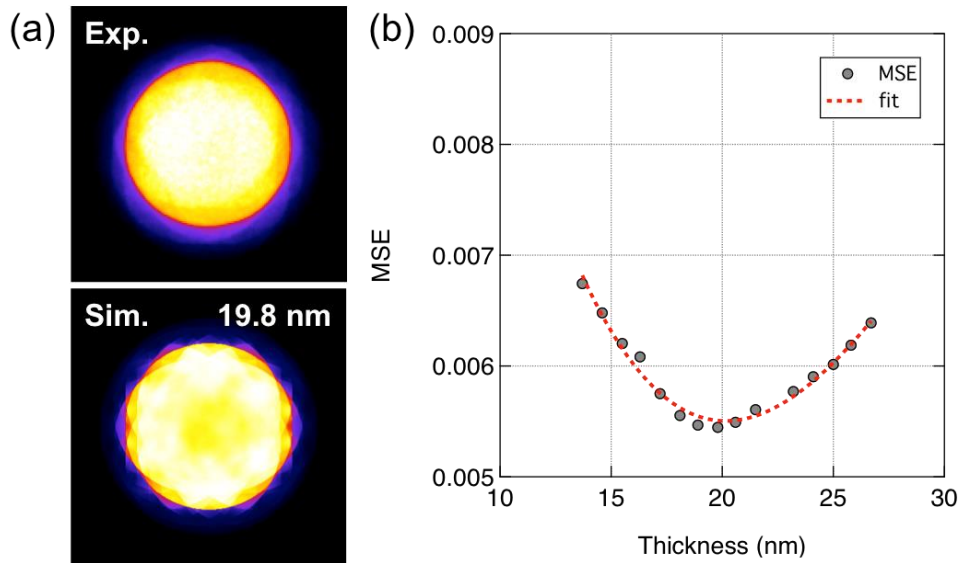 (a)
Exp.
Sim. 19.8 nm
(b)
0.009
0.008
0.007
0.006
0.005
MSE
MSE
fit
10 15 20 25 30
Thickness (nm)